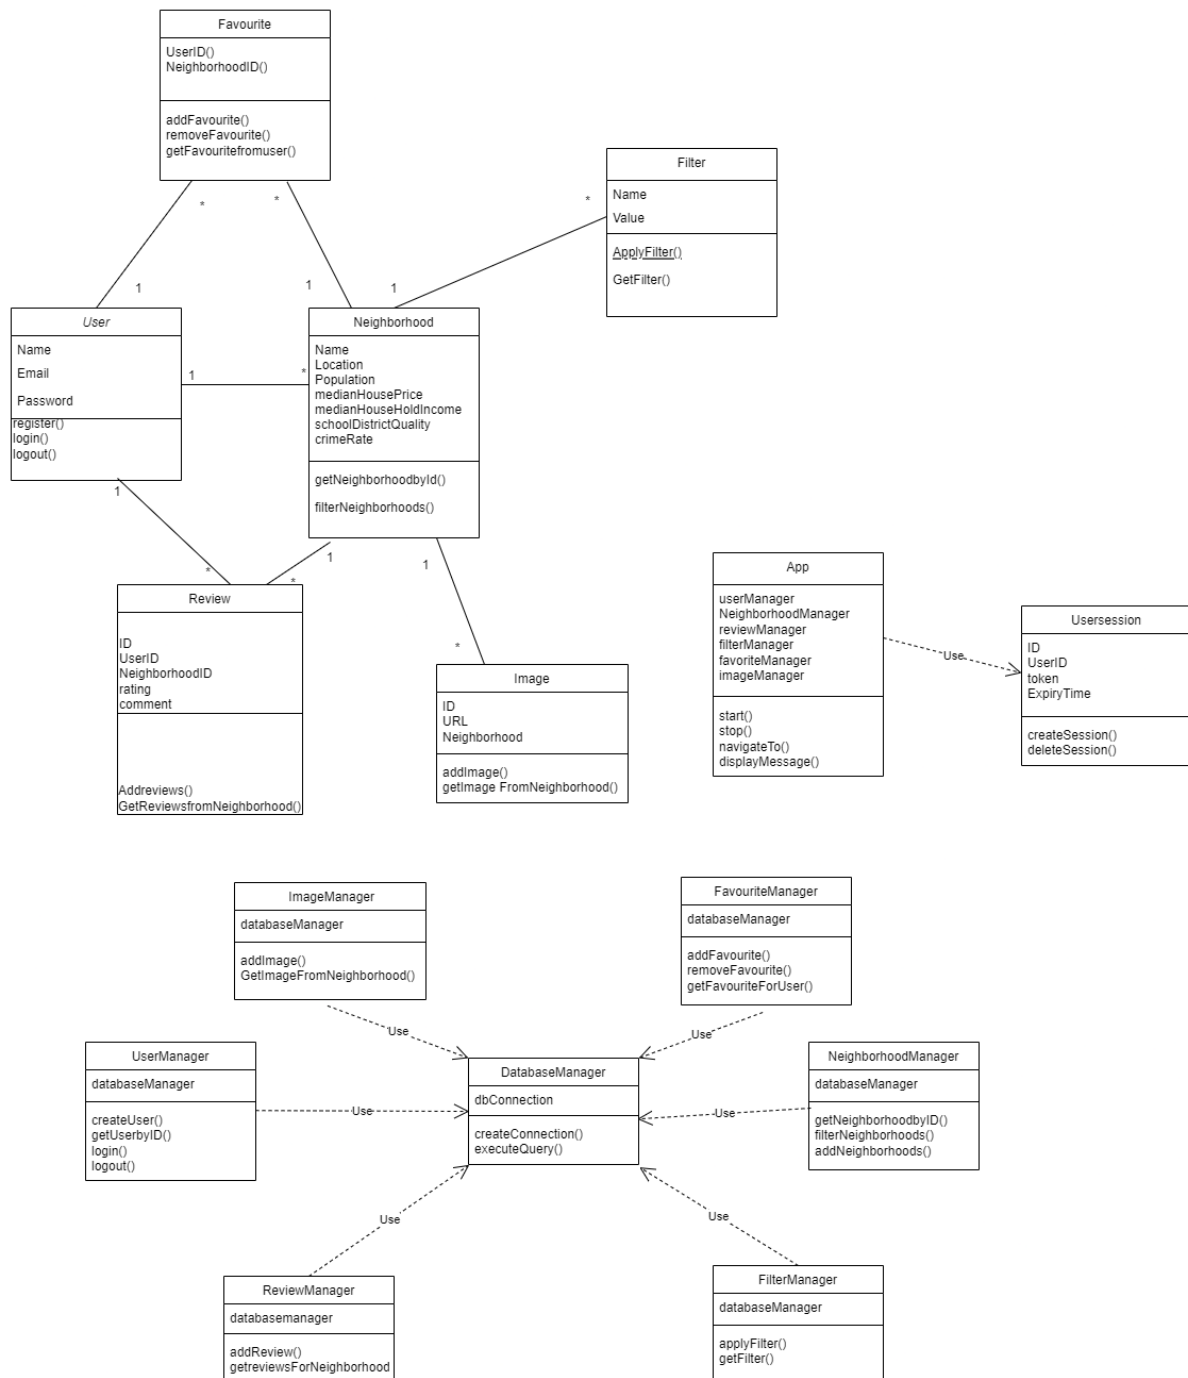 Favourite
UserID()
NeighborhoodID()
addFavourite()
removeFavourite()
getFavouritefromuser()
*
*
1
1
Filter
Name
Value
ApplyFilter()
GetFilter()
*
1
User
Name
Email
Password
register()
login()
logout()
1
*
Neighborhood
Name
Location
Population
medianHousePrice
medianHouseHoldIncome
schoolDistrictQuality
crimeRate
getNeighborhoodbyId()
filterNeighborhoods()
1
*
1
*
1
*
Review
ID
UserID
NeighborhoodID
rating
comment
Addreviews()
GetReviewsfromNeighborhood()
Image
ID
URL
Neighborhood
addImage()
getImage FromNeighborhood()
App
userManager
NeighborhoodManager
reviewManager
filterManager
favoriteManager
imageManager
start()
stop()
navigateTo()
displayMessage()
Use
Usersession
ID
UserID
token
ExpiryTime
createSession()
deleteSession()
ImageManager
databaseManager
addImage()
GetImageFromNeighborhood()
Use
FavouriteManager
databaseManager
addFavourite()
removeFavourite()
getFavouriteForUser()
Use
UserManager
databaseManager
createUser()
getUserbyID()
login()
logout()
Use
DatabaseManager
dbConnection
createConnection()
executeQuery()
Use
NeighborhoodManager
databaseManager
getNeighborhoodbyID()
filterNeighborhoods()
addNeighborhoods()
Use
ReviewManager
databasemanager
addReview()
getreviewsForNeighborhood
Use
FilterManager
databaseManager
applyFilter()
getFilter()